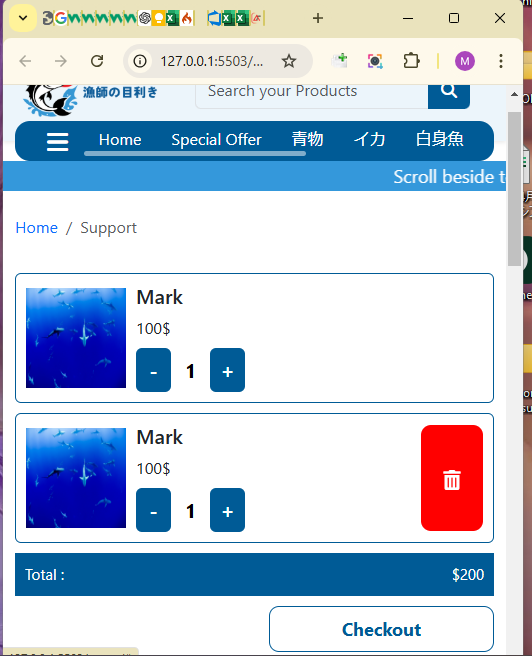 127.0.0.1:5503/...
M
漁師の目利き
Search your Products
Home
Special Offer
青物
イカ
白身魚
Scroll beside t
Home / Support
Mark
100$
- 1 +
Mark
100$
- 1 +
Total :
$200
Checkout